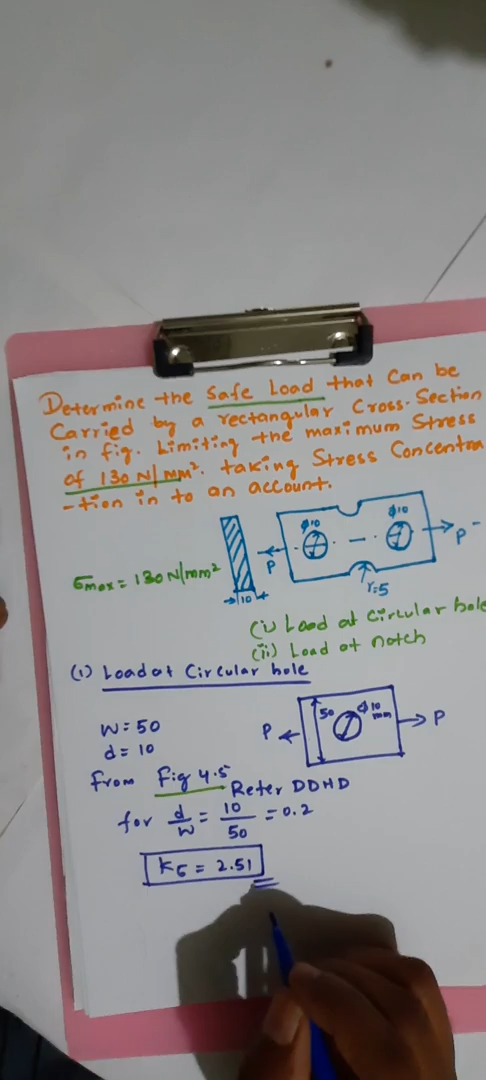 Determine the Safe Load that can be
Carried by a rectangular Cross-Section
in fig. Limiting the maximum Stress
of 130 N/mm². taking Stress Concentra
-tion in to an account.
σmax = 130 N/mm²
ϕ10
ϕ10
P
P
10
r=5
(i) Load at Circular hole
(ii) Load at notch
(1) Load at Circular hole
W = 50
d = 10
50
ϕ10
mm
P
P
from Fig 4.5 Refer DDHD
for d/W = 10/50 = 0.2
Kσ = 2.51